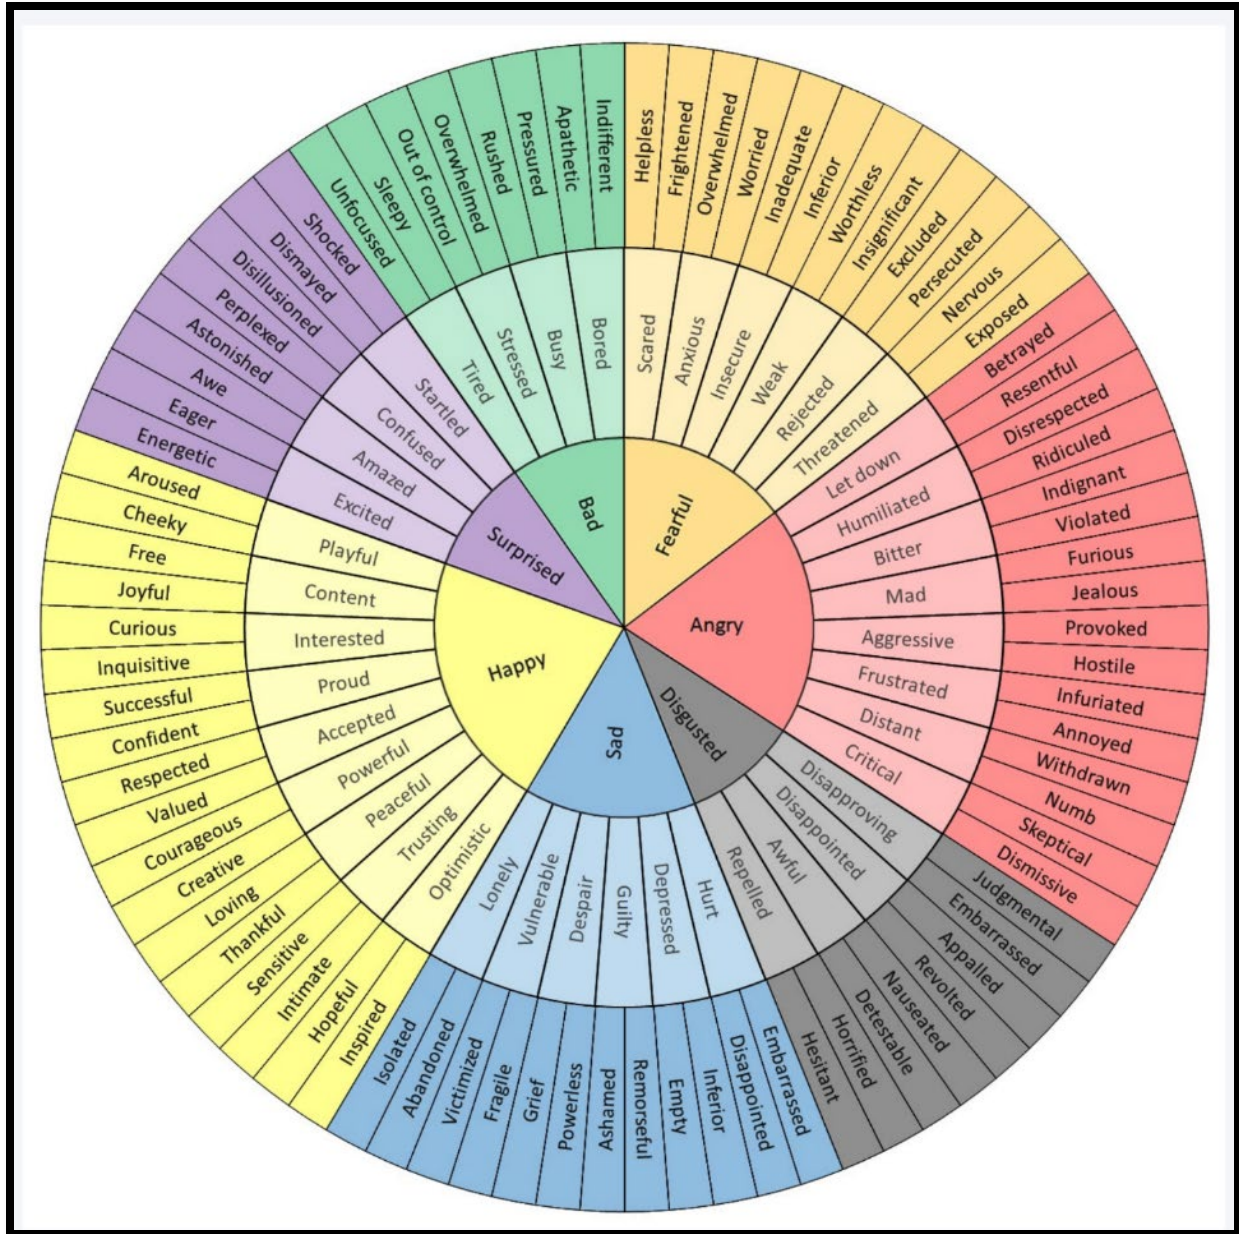 Fearful
Scared
Helpless
Frightened
Anxious
Overwhelmed
Worried
Insecure
Inadequate
Inferior
Weak
Worthless
Insignificant
Rejected
Excluded
Persecuted
Threatened
Nervous
Exposed
Angry
Let down
Betrayed
Resentful
Humiliated
Disrespected
Ridiculed
Bitter
Indignant
Violated
Mad
Furious
Jealous
Aggressive
Provoked
Hostile
Frustrated
Infuriated
Annoyed
Distant
Withdrawn
Numb
Critical
Skeptical
Dismissive
Disgusted
Disapproving
Judgmental
Embarrassed
Disappointed
Appalled
Revolted
Awful
Nauseated
Detestable
Repelled
Horrified
Hesitant
Sad
Hurt
Embarrassed
Disappointed
Depressed
Inferior
Empty
Guilty
Remorseful
Ashamed
Despair
Powerless
Grief
Vulnerable
Fragile
Victimized
Lonely
Abandoned
Isolated
Happy
Optimistic
Inspired
Hopeful
Trusting
Intimate
Sensitive
Peaceful
Thankful
Loving
Powerful
Creative
Courageous
Accepted
Valued
Respected
Proud
Confident
Successful
Interested
Inquisitive
Curious
Content
Joyful
Free
Playful
Cheeky
Aroused
Surprised
Excited
Energetic
Eager
Amazed
Awe
Astonished
Confused
Perplexed
Disillusioned
Startled
Dismayed
Shocked
Bad
Tired
Unfocussed
Sleepy
Stressed
Out of control
Overwhelmed
Busy
Rushed
Pressured
Bored
Apathetic
Indifferent